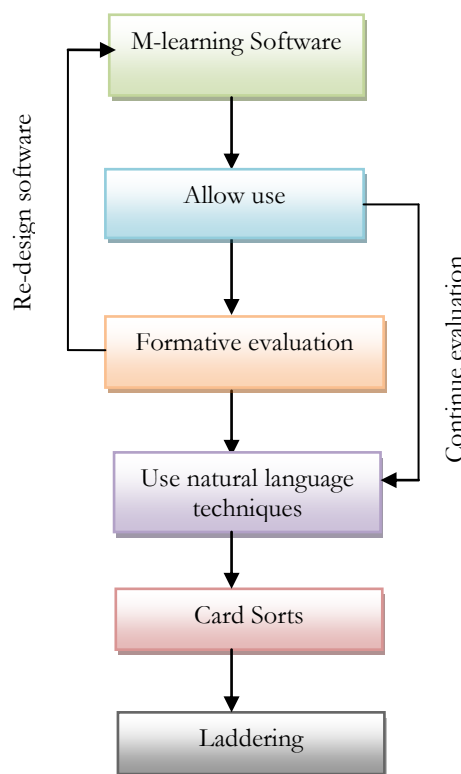 M-learning Software
Re-design software
Allow use
Continue evaluation
Formative evaluation
Use natural language
techniques
Card Sorts
Laddering